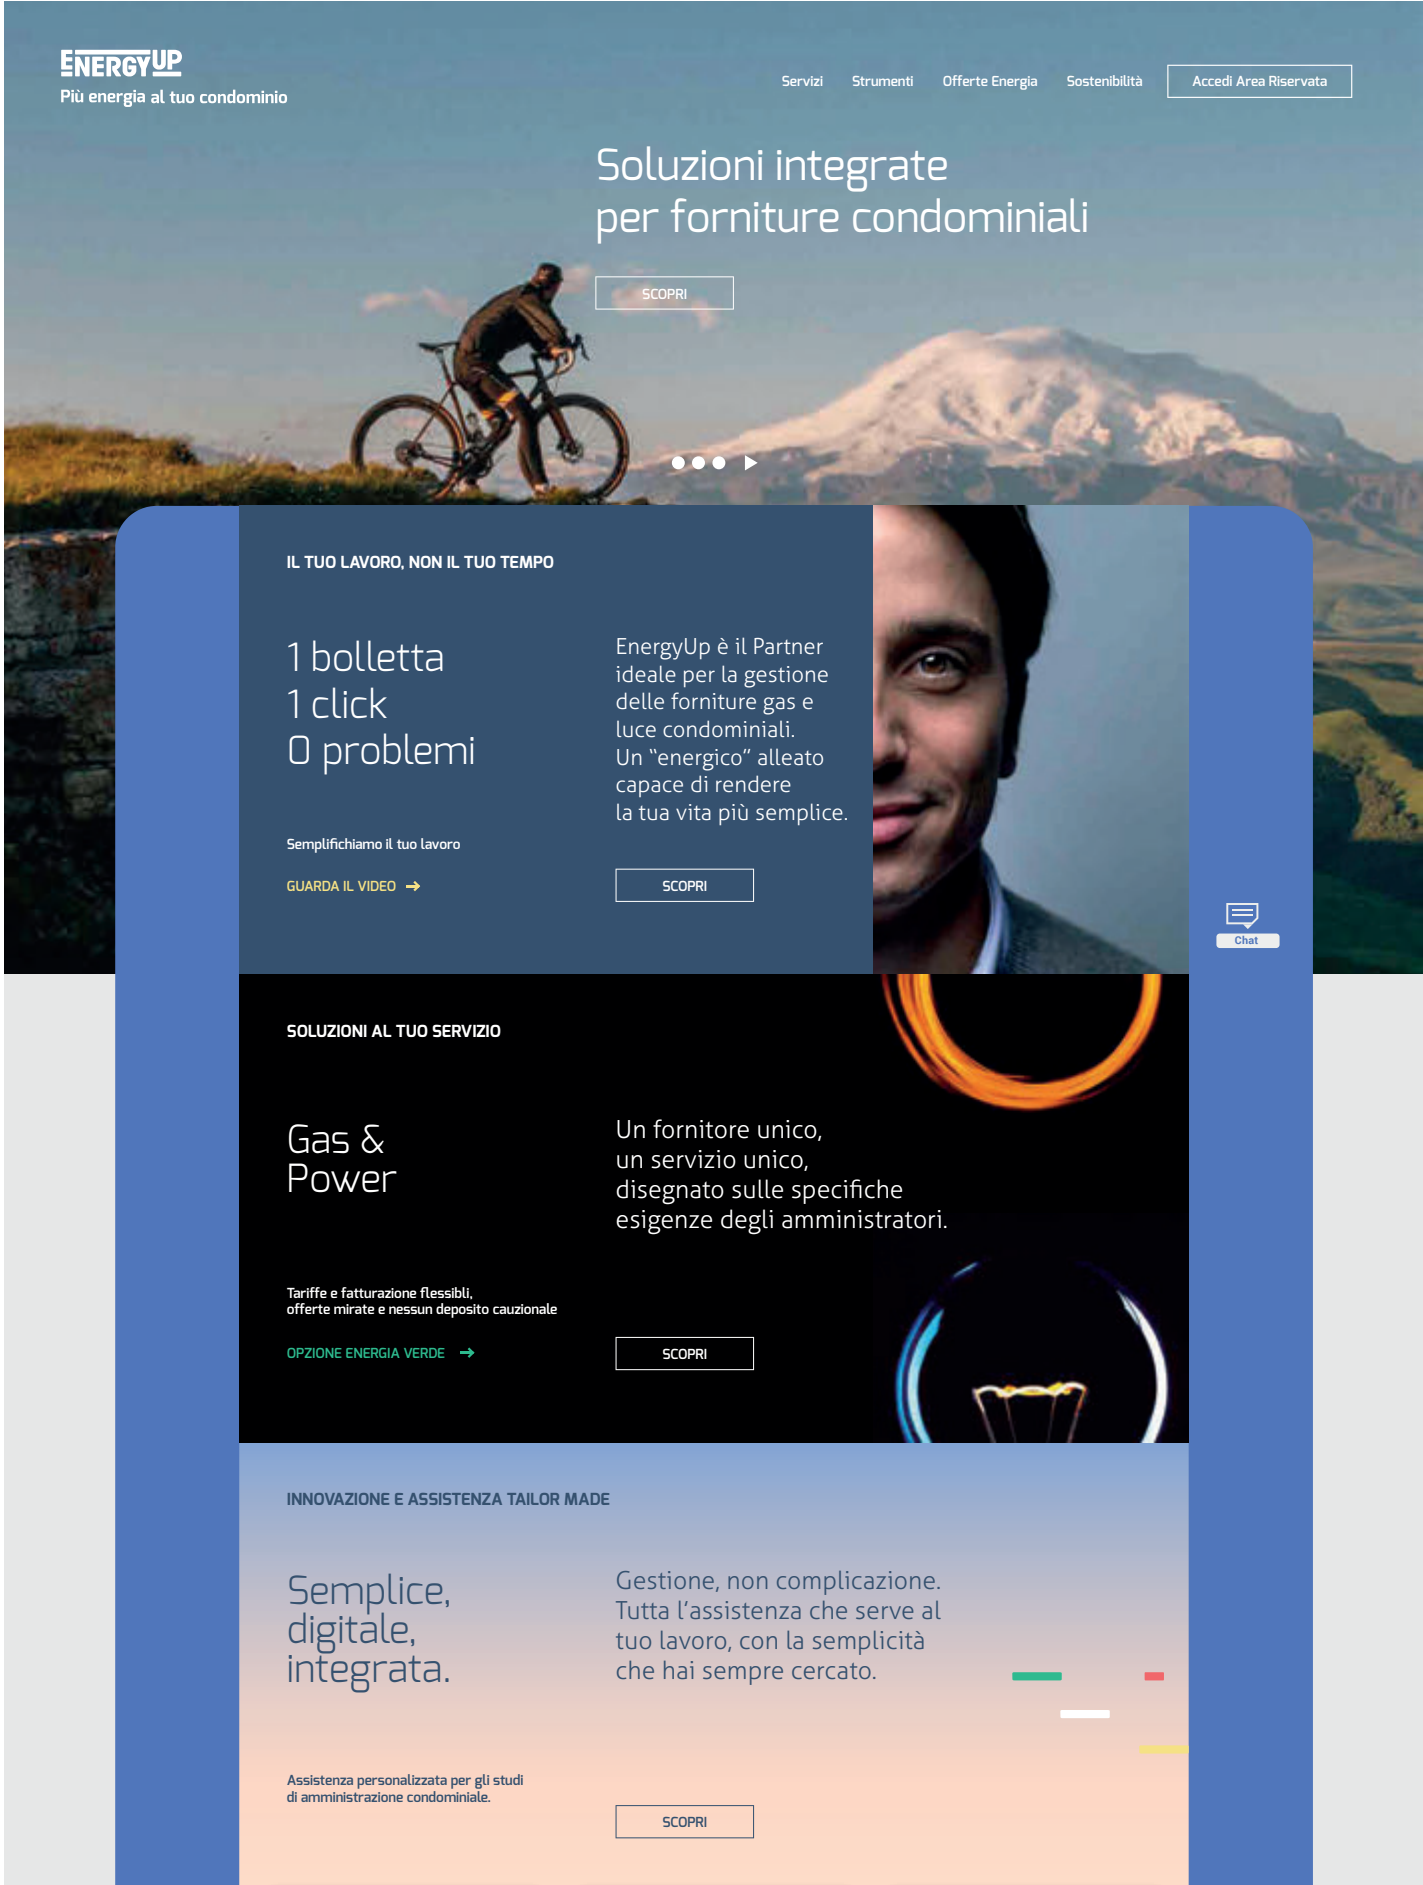 ENERGYUP
Più energia al tuo condominio
Servizi
Strumenti
Offerte Energia
Sostenibilità
Accedi Area Riservata
Soluzioni integrate
per forniture condominiali
SCOPRI
IL TUO LAVORO, NON IL TUO TEMPO
1 bolletta
1 click
0 problemi
Semplifichiamo il tuo lavoro
GUARDA IL VIDEO
EnergyUp è il Partner
ideale per la gestione
delle forniture gas e
luce condominiali.
Un “energico” alleato
capace di rendere
la tua vita più semplice.
SCOPRI
Chat
SOLUZIONI AL TUO SERVIZIO
Gas &
Power
Tariffe e fatturazione flessibli,
offerte mirate e nessun deposito cauzionale
OPZIONE ENERGIA VERDE
Un fornitore unico,
un servizio unico,
disegnato sulle specifiche
esigenze degli amministratori.
SCOPRI
INNOVAZIONE E ASSISTENZA TAILOR MADE
Semplice,
digitale,
integrata.
Assistenza personalizzata per gli studi
di amministrazione condominiale.
Gestione, non complicazione.
Tutta l’assistenza che serve al
tuo lavoro, con la semplicità
che hai sempre cercato.
SCOPRI